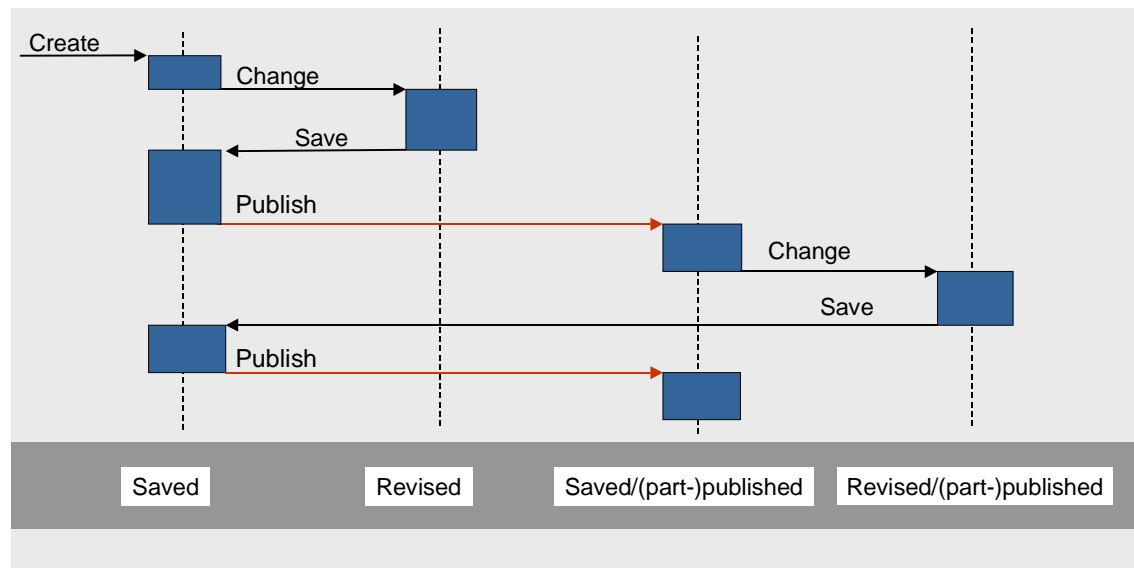 Create
Change
Save
Publish
Change
Save
Publish
Saved
Revised
Saved/(part-)published
Revised/(part-)published